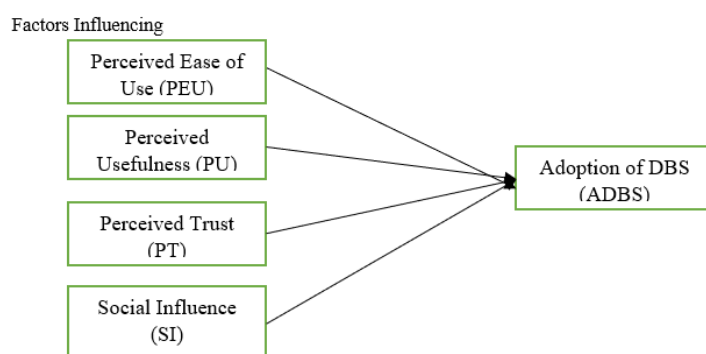 Factors Influencing
Perceived Ease of
Use (PEU)
Perceived
Usefulness (PU)
Perceived Trust
(PT)
Social Influence
(SI)
Adoption of DBS
(ADBS)